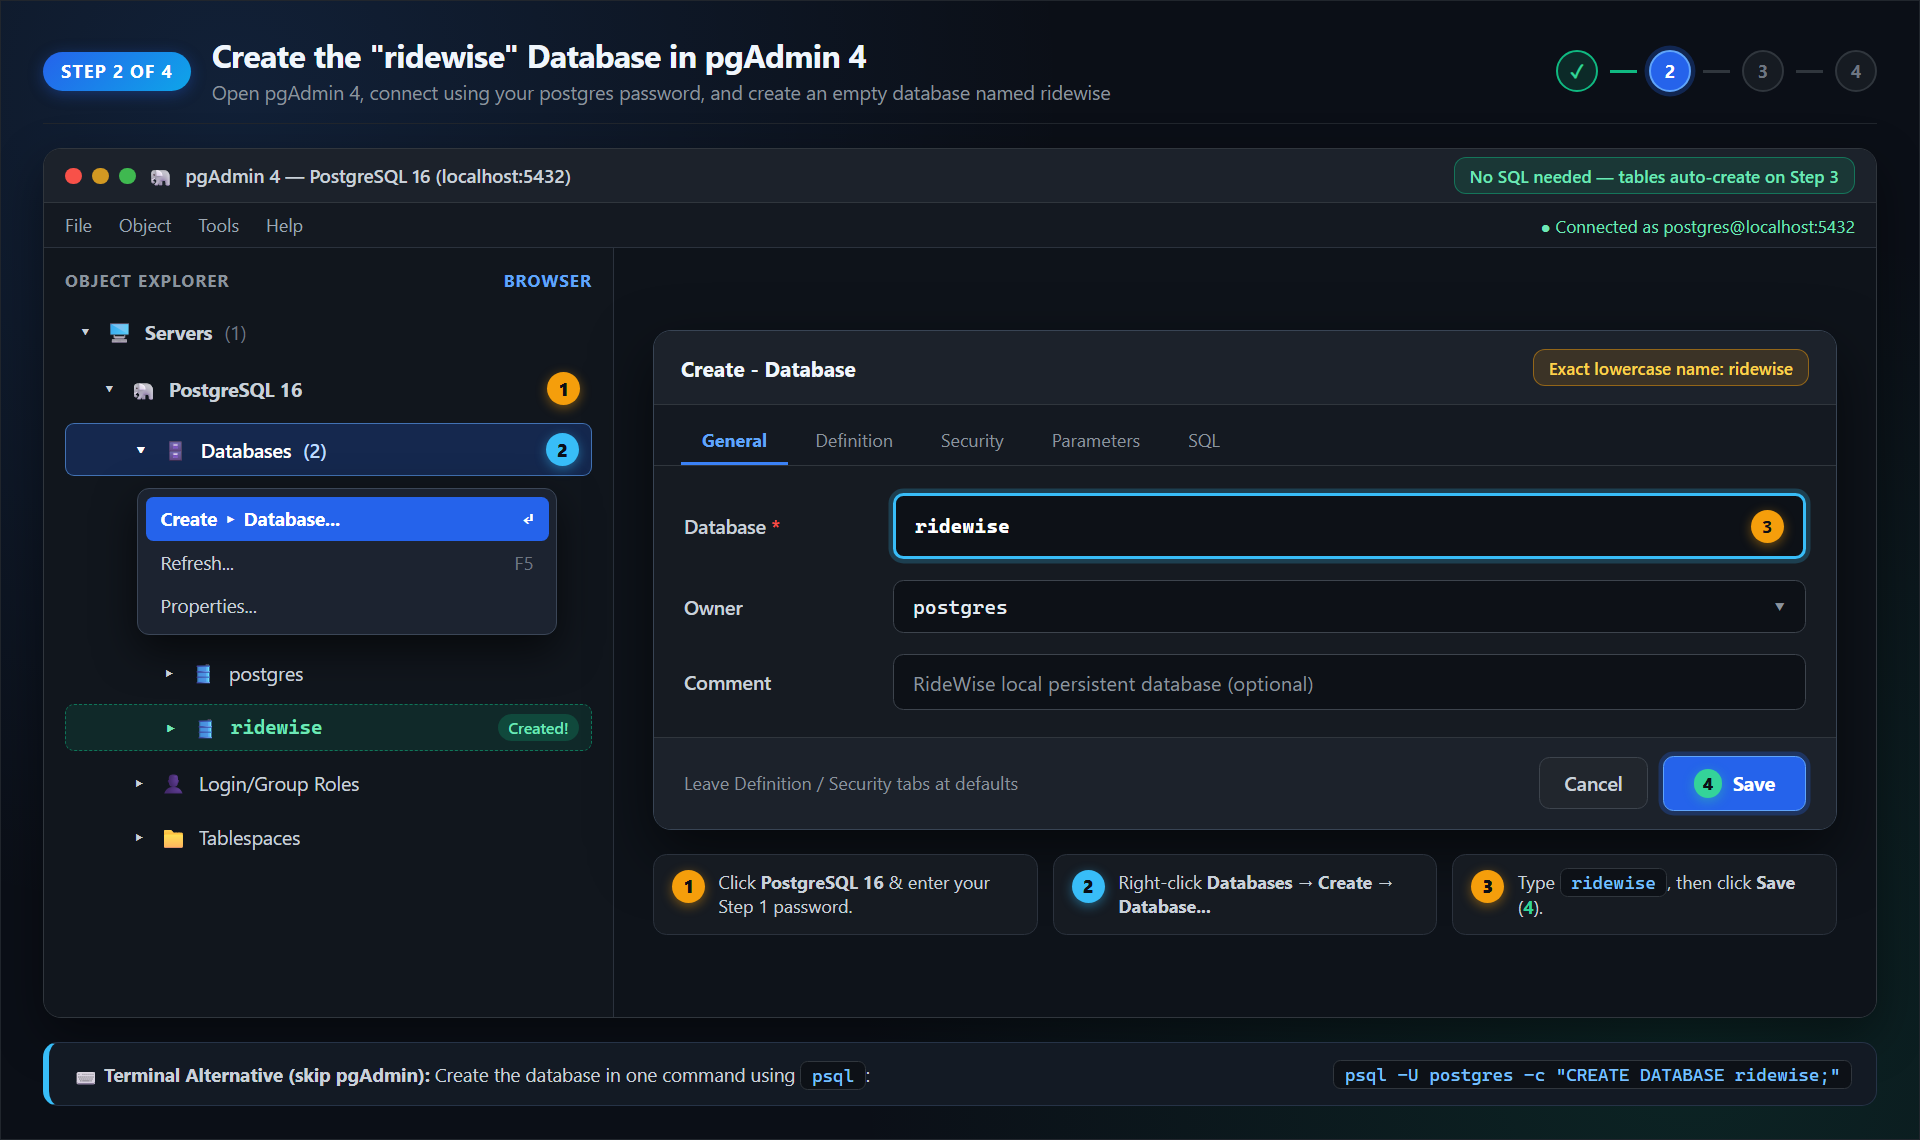 STEP 2 OF 4
Create the "ridewise" Database in pgAdmin 4
Open pgAdmin 4, connect using your postgres password, and create an empty database named ridewise
✓ 2 3 4
pgAdmin 4 — PostgreSQL 16 (localhost:5432)
No SQL needed — tables auto-create on Step 3
File Object Tools Help
● Connected as postgres@localhost:5432
OBJECT EXPLORER
BROWSER
Servers (1)
PostgreSQL 16 1
Databases (2) 2
Create ▸ Database...
Refresh... F5
Properties...
postgres
ridewise Created!
Login/Group Roles
Tablespaces
Create - Database
Exact lowercase name: ridewise
General Definition Security Parameters SQL
Database * ridewise 3
Owner postgres
Comment RideWise local persistent database (optional)
Leave Definition / Security tabs at defaults
Cancel
4 Save
1 Click PostgreSQL 16 & enter your
Step 1 password.
2 Right-click Databases → Create →
Database...
3 Type ridewise, then click Save
(4).
Terminal Alternative (skip pgAdmin): Create the database in one command using psql:
psql -U postgres -c "CREATE DATABASE ridewise;"